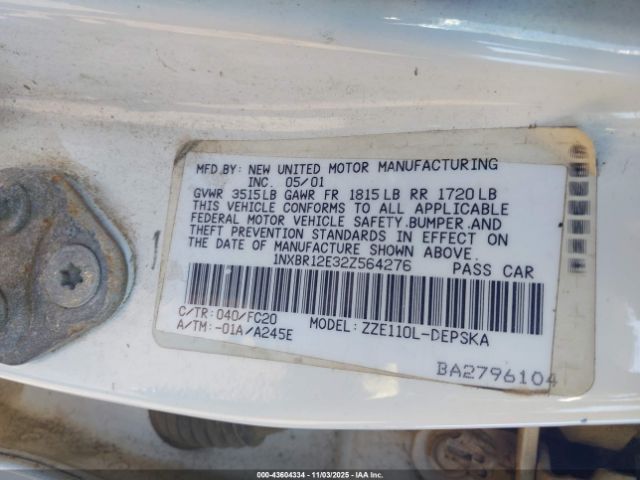 MFD.BY: NEW UNITED MOTOR MANUFACTURING
INC. 05/01
GVWR 3515LB GAWR FR 1815LB RR 1720LB
THIS VEHICLE CONFORMS TO ALL APPLICABLE
FEDERAL MOTOR VEHICLE SAFETY,BUMPER,AND
THEFT PREVENTION STANDARDS IN EFFECT ON
THE DATE OF MANUFACTURE SHOWN ABOVE.
1NXBR12E32Z564276 PASS CAR
C/TR: 040/FC20
A/TM: -01A/A245E MODEL: ZZE110L-DEPSKA
BA2796104
000-43604334 | 11/03/2025 | IAA Inc.